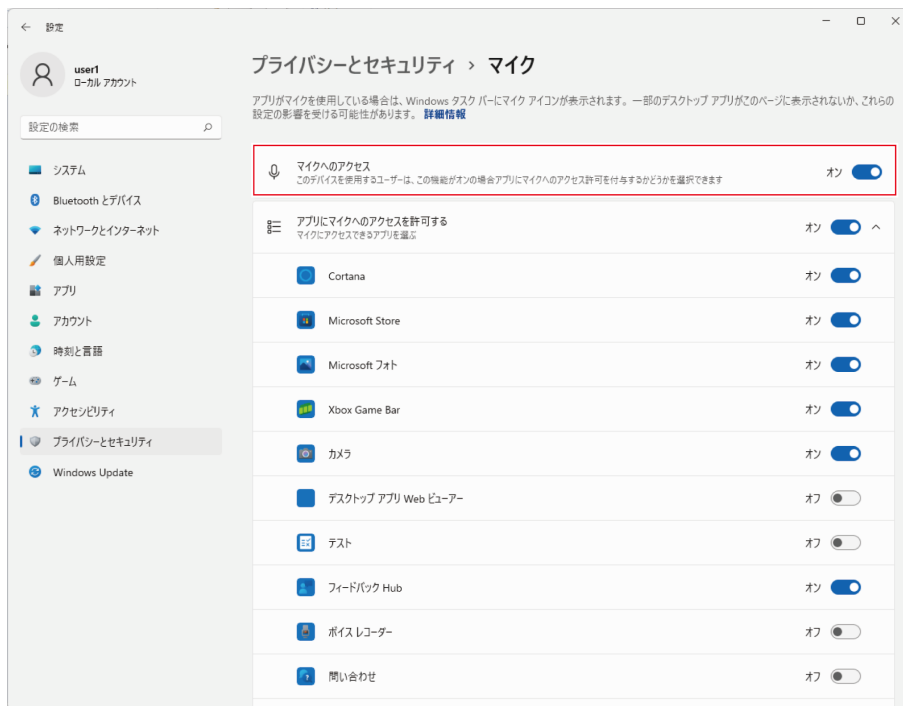 設定
user1
ローカル アカウント
設定の検索
システム
Bluetooth とデバイス
ネットワークとインターネット
個人用設定
アプリ
アカウント
時刻と言語
ゲーム
アクセシビリティ
プライバシーとセキュリティ
Windows Update
プライバシーとセキュリティ › マイク
アプリがマイクを使用している場合は、Windows タスク バーにマイク アイコンが表示されます。一部のデスクトップ アプリがこのページに表示されないか、これらの
設定の影響を受ける可能性があります。 詳細情報
マイクへのアクセス
このデバイスを使用するユーザーは、この機能がオンの場合アプリにマイクへのアクセス許可を付与するかどうかを選択できます
オン
アプリにマイクへのアクセスを許可する
マイクにアクセスできるアプリを選ぶ
オン
Cortana オン
Microsoft Store オン
Microsoft フォト オン
Xbox Game Bar オン
カメラ オン
デスクトップ アプリ Web ビューアー オフ
テスト オフ
フィードバック Hub オン
ボイス レコーダー オフ
問い合わせ オフ